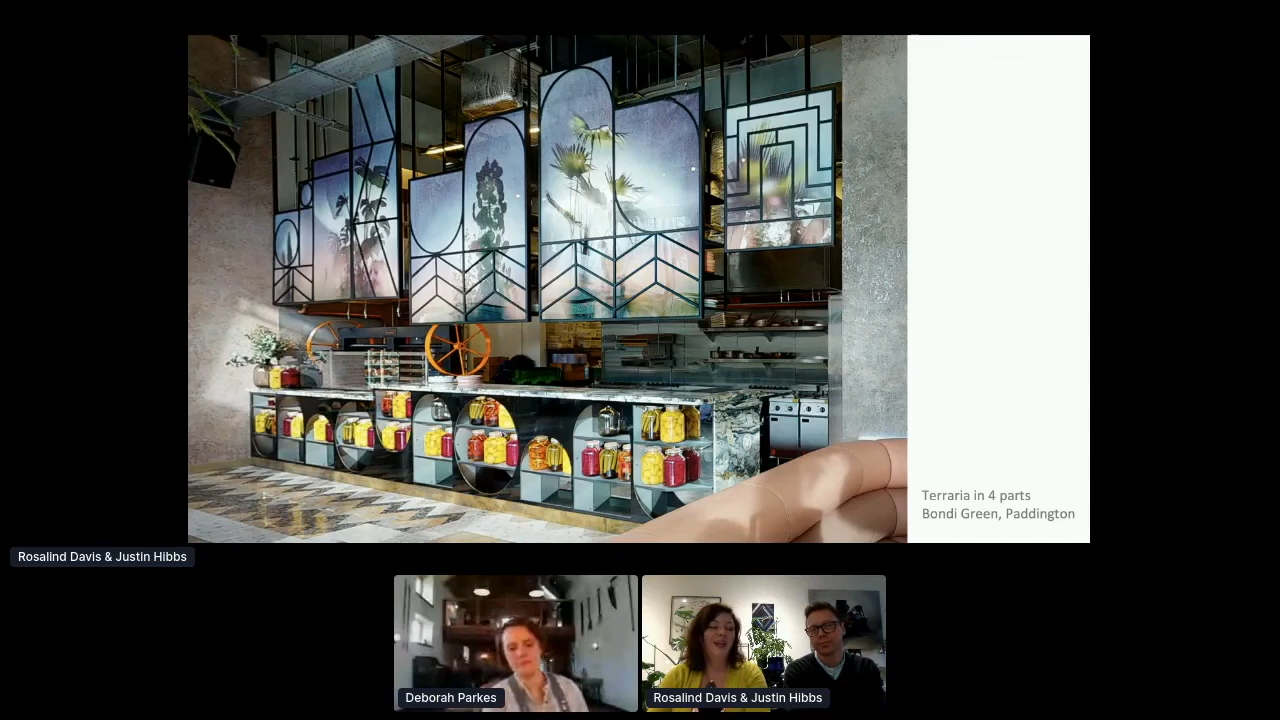 Terraria in 4 parts
Bondi Green, Paddington
Rosalind Davis & Justin Hibbs
Deborah Parkes
Rosalind Davis & Justin Hibbs